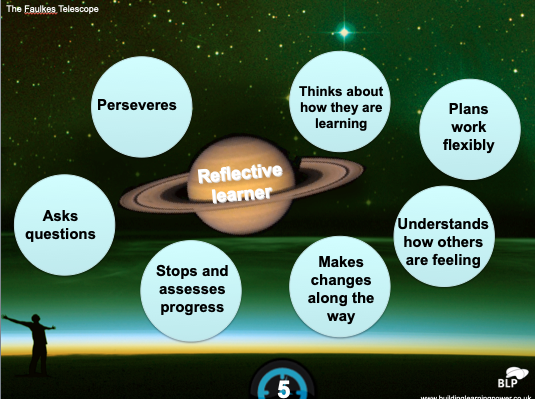 The Faulkes Telescope
Perseveres
Thinks about
how they are
learning
Plans
work
flexibly
Reflective
learner
Asks
questions
Understands
how others
are feeling
Stops and
assesses
progress
Makes
changes
along the
way
5
BLP
www.buildinglearningpower.co.uk